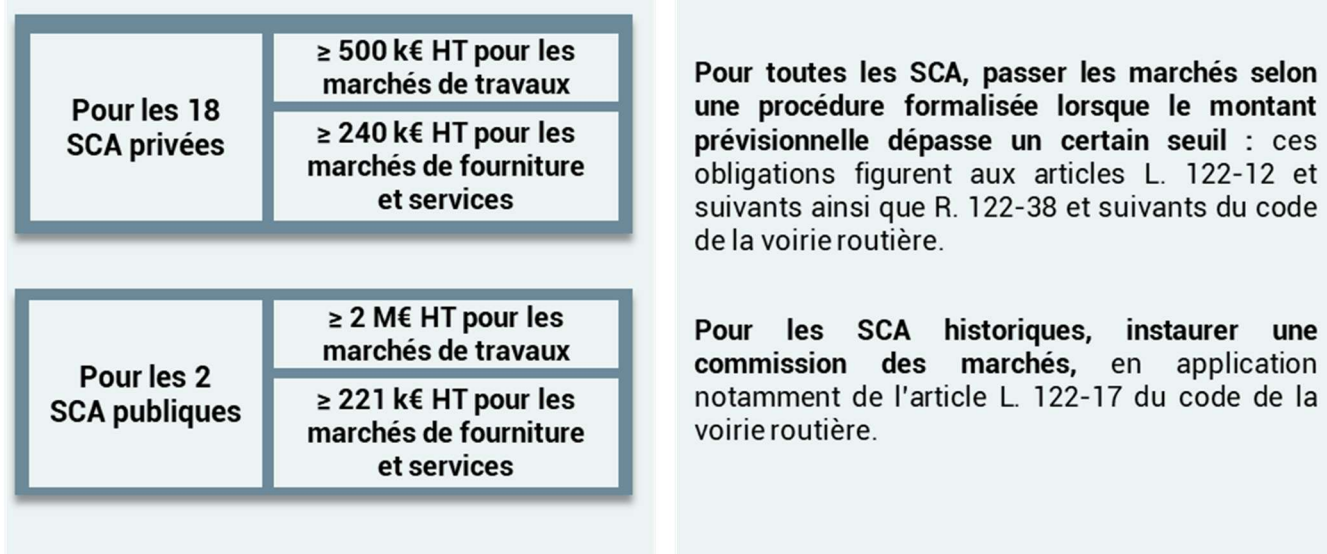 Pour les 18
SCA privées
≥ 500 k€ HT pour les
marchés de travaux
≥ 240 k€ HT pour les
marchés de fourniture
et services
Pour les 2
SCA publiques
≥ 2 M€ HT pour les
marchés de travaux
≥ 221 k€ HT pour les
marchés de fourniture
et services
Pour toutes les SCA, passer les marchés selon
une procédure formalisée lorsque le montant
prévisionnelle dépasse un certain seuil : ces
obligations figurent aux articles L. 122-12 et
suivants ainsi que R. 122-38 et suivants du code
de la voirie routière.
Pour les SCA historiques, instaurer une
commission des marchés, en application
notamment de l'article L. 122-17 du code de la
voirie routière.